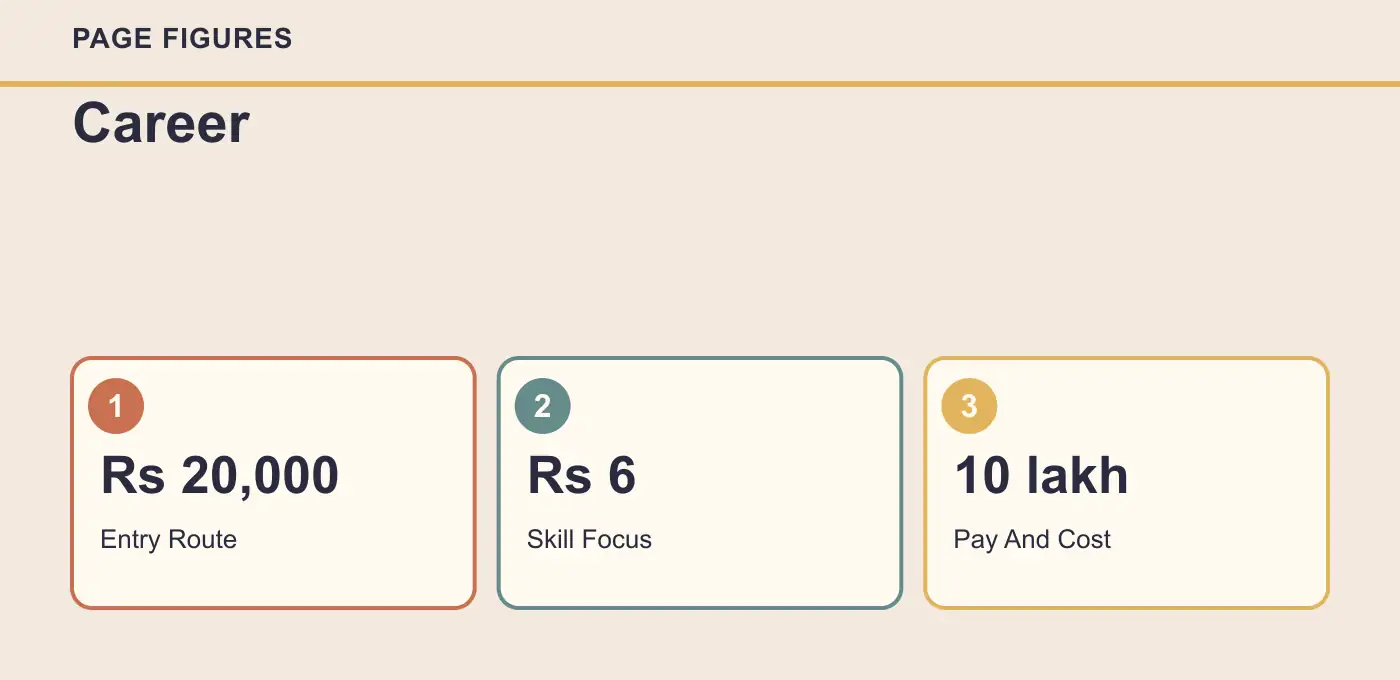 PAGE FIGURES
Career
1
Rs 20,000
Entry Route
2
Rs 6
Skill Focus
3
10 lakh
Pay And Cost